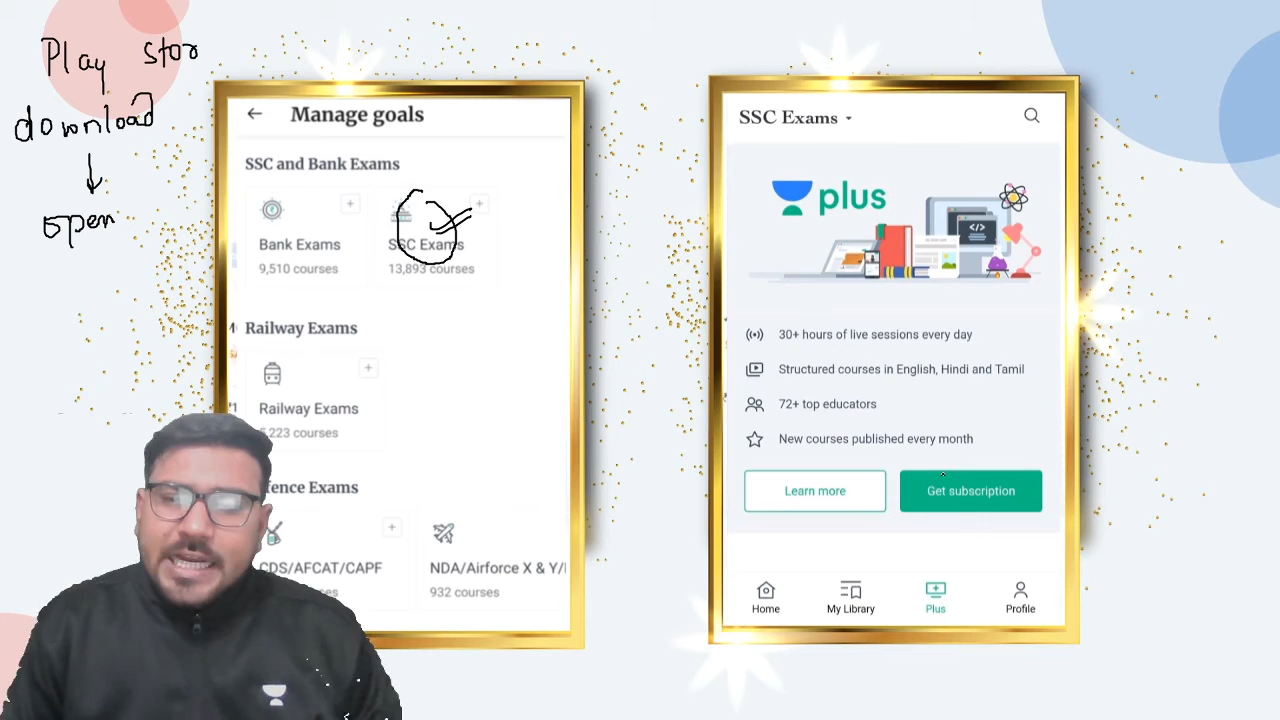 Play stor
download
open
Manage goals
SSC and Bank Exams
Bank Exams
9,510 courses
SSC Exams
13,893 courses
Railway Exams
Railway Exams
5,223 courses
fence Exams
CDS/AFCAT/CAPF
NDA/Airforce X & Y/
932 courses
SSC Exams
plus
</>
30+ hours of live sessions every day
Structured courses in English, Hindi and Tamil
72+ top educators
New courses published every month
Learn more
Get subscription
Home
My Library
Plus
Profile